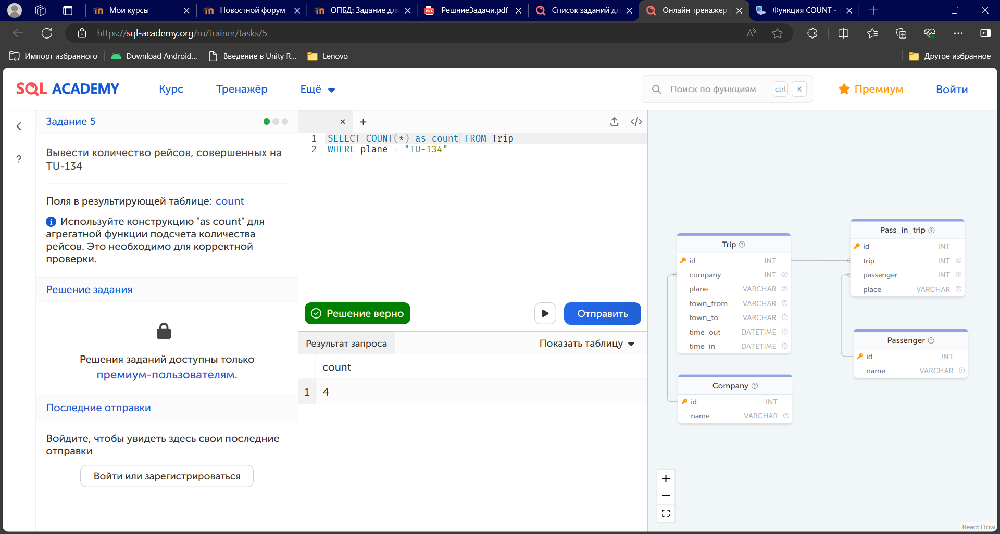 Мои курсы
Новостной форум
ОПБД: Задание для
РешниеЗадачи.pdf
Список заданий дл
Онлайн тренажёр
Функция COUNT -
https://sql-academy.org/ru/trainer/tasks/5
Импорт избранного
Download Android...
Введение в Unity R...
Lenovo
Другое избранное
SQL ACADEMY
Курс
Тренажёр
Ещё
Поиск по функциям
ctrl
K
Премиум
Войти
Задание 5
Вывести количество рейсов, совершенных на
TU-134
Поля в результирующей таблице: count
Используйте конструкцию "as count" для
агрегатной функции подсчета количества
рейсов. Это необходимо для корректной
проверки.
Решение задания
Решения заданий доступны только
премиум-пользователям.
Последние отправки
Войдите, чтобы увидеть здесь свои последние
отправки
Войти или зарегистрироваться
1 SELECT COUNT(*) as count FROM Trip
2 WHERE plane = "TU-134"
Решение верно
Отправить
Результат запроса
Показать таблицу
count
1 4
Trip
id INT
company INT
plane VARCHAR
town_from VARCHAR
town_to VARCHAR
time_out DATETIME
time_in DATETIME
Company
id INT
name VARCHAR
Pass_in_trip
id INT
trip INT
passenger INT
place VARCHAR
Passenger
id INT
name VARCHAR
React Flow